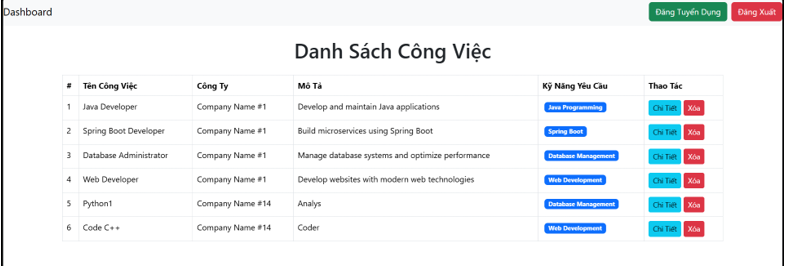 Dashboard Đăng Tuyển Dụng Đăng Xuất
Danh Sách Công Việc
# Tên Công Việc Công Ty Mô Tả Kỹ Năng Yêu Cầu Thao Tác
1 Java Developer Company Name #1 Develop and maintain Java applications Java Programming Chi Tiết Xóa
2 Spring Boot Developer Company Name #1 Build microservices using Spring Boot Spring Boot Chi Tiết Xóa
3 Database Administrator Company Name #1 Manage database systems and optimize performance Database Management Chi Tiết Xóa
4 Web Developer Company Name #1 Develop websites with modern web technologies Web Development Chi Tiết Xóa
5 Python1 Company Name #14 Analys Database Management Chi Tiết Xóa
6 Code C++ Company Name #14 Coder Web Development Chi Tiết Xóa